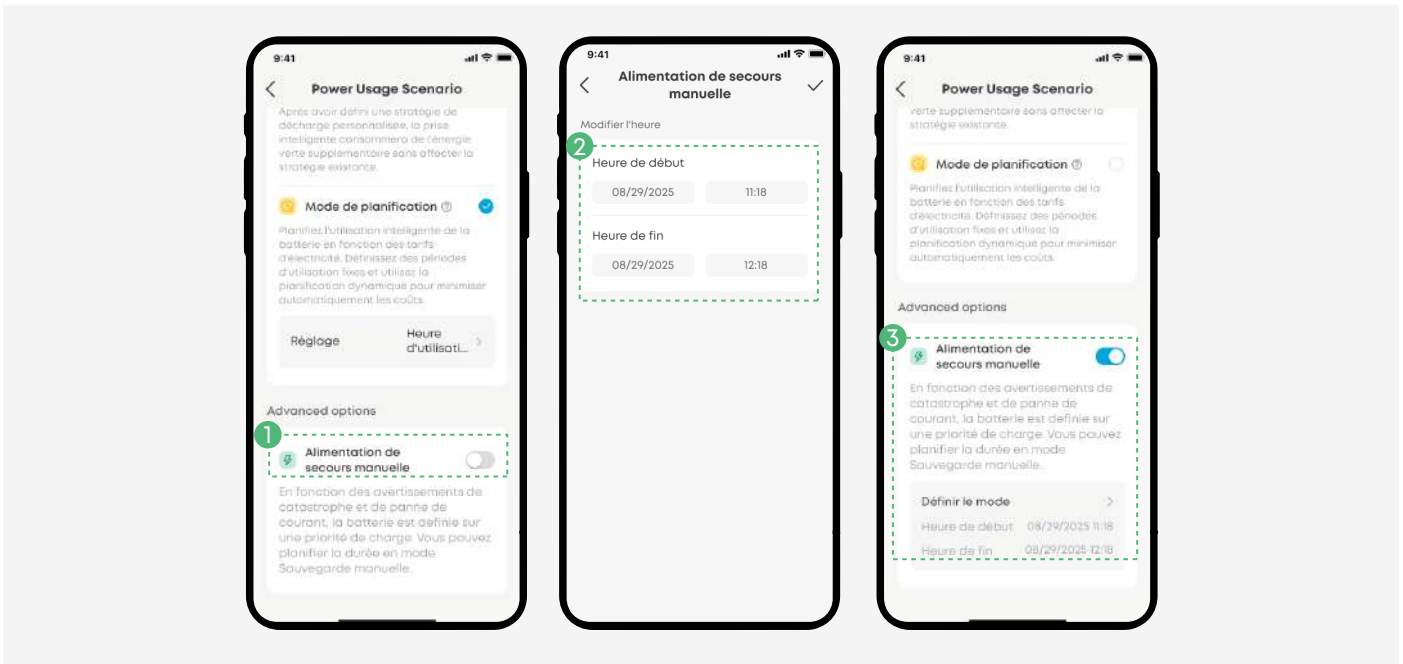 9:41
Power Usage Scenario
Après avoir défini une stratégie de
décharge personnalisée, la prise
intelligente consommera de l'énergie
verte supplémentaire sans affecter la
stratégie existante.
Mode de planification
Planifiez l'utilisation intelligente de la
batterie en fonction des tarifs
d'électricité. Définissez des périodes
d'utilisation fixes et utilisez la
planification dynamique pour minimiser
automatiquement les coûts.
Réglage
Heure
d'utilisati...
Advanced options
1
Alimentation de
secours manuelle
En fonction des avertissements de
catastrophe et de panne de
courant, la batterie est definie sur
une priorité de charge. Vous pouvez
planifier la durée en mode
Sauvegarde manuelle.
9:41
Alimentation de secours
manuelle
Modifier l'heure
2
Heure de début
08/29/2025 11:18
Heure de fin
08/29/2025 12:18
9:41
Power Usage Scenario
verte supplémentaire sans affecter la
stratégie existante.
Mode de planification
Planifiez l'utilisation intelligente de la
batterie en fonction des tarifs
d'électricité. Définissez des périodes
d'utilisation fixes et utilisez la
planification dynamique pour minimiser
automatiquement les coûts.
Advanced options
3
Alimentation de
secours manuelle
En fonction des avertissements de
catastrophe et de panne de
courant, la batterie est definie sur
une priorité de charge. Vous pouvez
planifier la durée en mode
Sauvegarde manuelle.
Définir le mode
Heure de début 08/29/2025 11:18
Heure de fin 08/29/2025 12:18